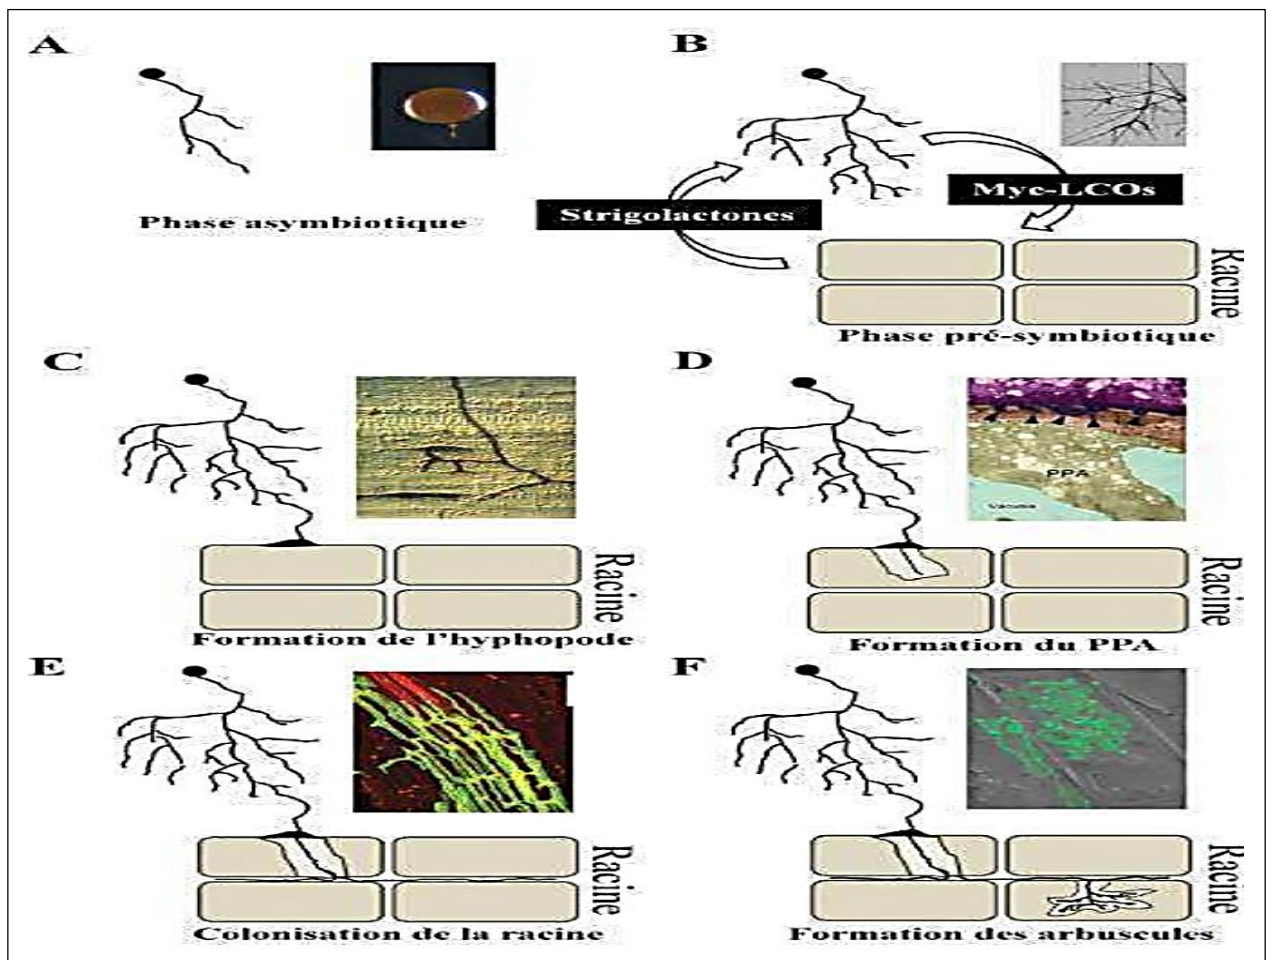 A
Phase asymbiotique
B
Myc-LCOs
Strigolactones
Racine
Phase pré-symbiotique
C
Racine
Formation de l'hyphopode
D
PPA
Racine
Formation du PPA
E
Racine
Colonisation de la racine
F
Racine
Formation des arbuscules